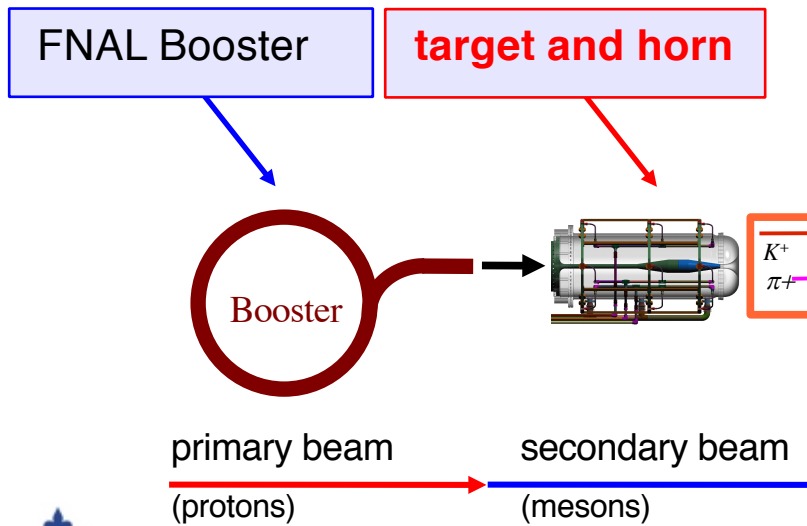 FNAL Booster
target and horn
Booster
K+
π+
primary beam
secondary beam
(protons)
(mesons)